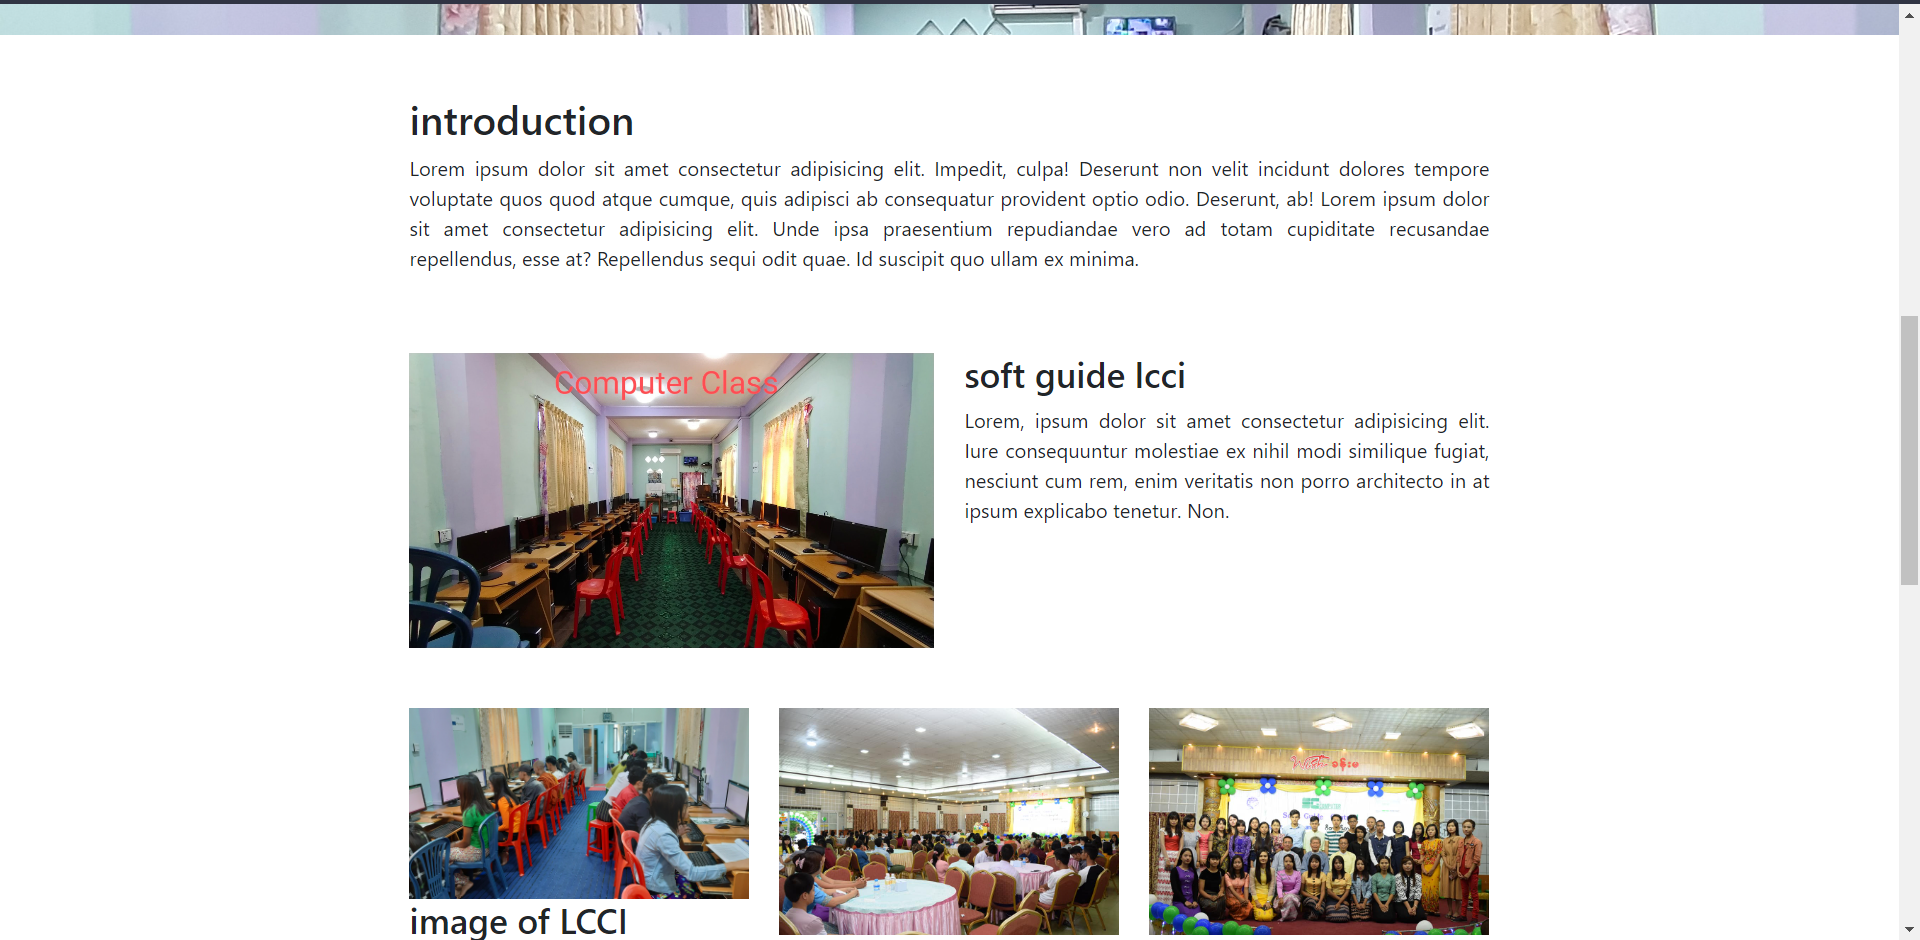 introduction
Lorem ipsum dolor sit amet consectetur adipisicing elit. Impedit, culpa! Deserunt non velit incidunt dolores tempore
voluptate quos quod atque cumque, quis adipisci ab consequatur provident optio odio. Deserunt, ab! Lorem ipsum dolor
sit amet consectetur adipisicing elit. Unde ipsa praesentium repudiandae vero ad totam cupiditate recusandae
repellendus, esse at? Repellendus sequi odit quae. Id suscipit quo ullam ex minima.
Computer Class
soft guide lcci
Lorem, ipsum dolor sit amet consectetur adipisicing elit.
Iure consequuntur molestiae ex nihil modi similique fugiat,
nesciunt cum rem, enim veritatis non porro architecto in at
ipsum explicabo tenetur. Non.
image of LCCI